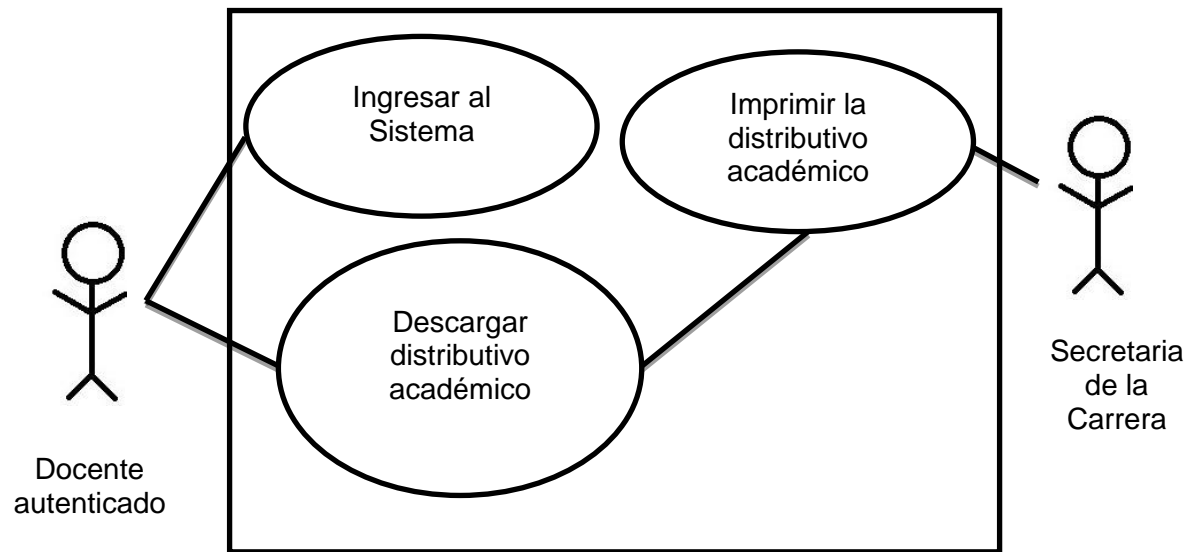 Ingresar al
Sistema
Imprimir la
distributivo
académico
Descargar
distributivo
académico
Docente
autenticado
Secretaria
de la
Carrera